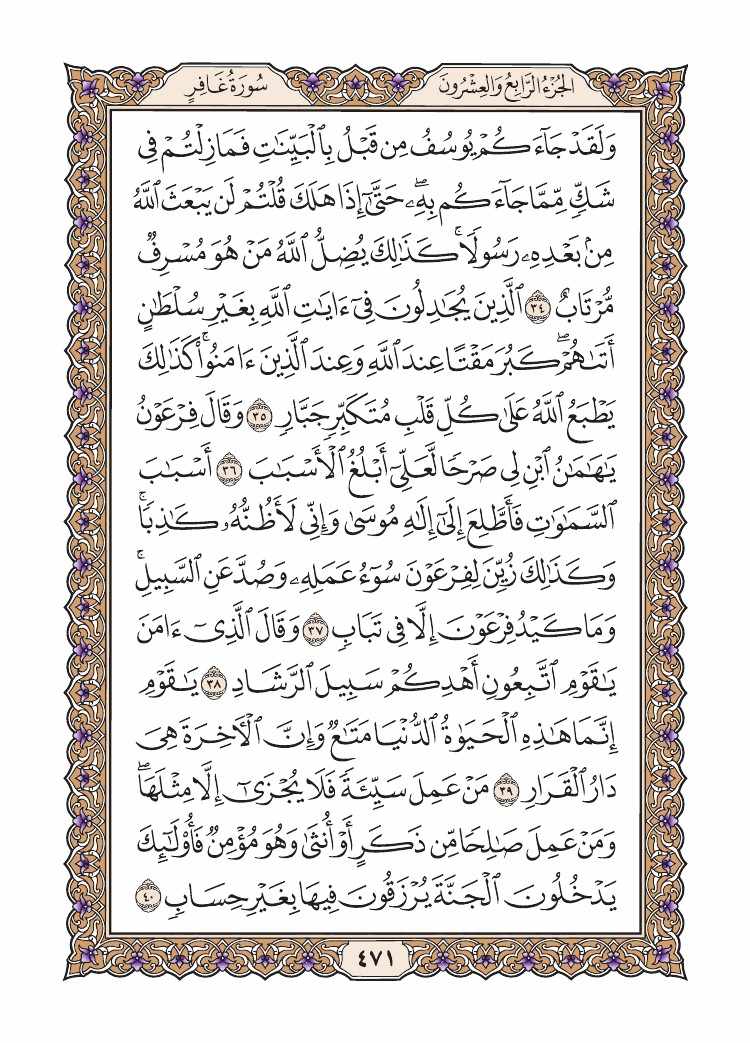 الجُزْءُ الرَّابِعُ وَالعِشْرُونَ
سُورَةُ غَافِرٍ
وَلَقَدْ جَآءَكُمْ يُوسُفُ مِن قَبْلُ بِٱلْبَيِّنَٰتِ فَمَا زِلْتُمْ فِى
شَكٍّ مِّمَّا جَآءَكُم بِهِۦۖ حَتَّىٰٓ إِذَا هَلَكَ قُلْتُمْ لَن يَبْعَثَ ٱللَّهُ
مِنۢ بَعْدِهِۦ رَسُولًاۚ كَذَٰلِكَ يُضِلُّ ٱللَّهُ مَنْ هُوَ مُسْرِفٌ
مُّرْتَابٌ ٣٤ ٱلَّذِينَ يُجَٰدِلُونَ فِىٓ ءَايَٰتِ ٱللَّهِ بِغَيْرِ سُلْطَٰنٍ
أَتَىٰهُمْۖ كَبُرَ مَقْتًا عِندَ ٱللَّهِ وَعِندَ ٱلَّذِينَ ءَامَنُوا۟ۚ كَذَٰلِكَ
يَطْبَعُ ٱللَّهُ عَلَىٰ كُلِّ قَلْبِ مُتَكَبِّرٍ جَبَّارٍ ٣٥ وَقَالَ فِرْعَوْنُ
يَٰهَٰمَٰنُ ٱبْنِ لِى صَرْحًا لَّعَلِّىٓ أَبْلُغُ ٱلْأَسْبَٰبَ ٣٦ أَسْبَٰبَ
ٱلسَّمَٰوَٰتِ فَأَطَّلِعَ إِلَىٰٓ إِلَٰهِ مُوسَىٰ وَإِنِّى لَأَظُنُّهُۥ كَٰذِبًاۚ
وَكَذَٰلِكَ زُيِّنَ لِفِرْعَوْنَ سُوٓءُ عَمَلِهِۦ وَصُدَّ عَنِ ٱلسَّبِيلِۚ
وَمَا كَيْدُ فِرْعَوْنَ إِلَّا فِى تَبَابٍ ٣٧ وَقَالَ ٱلَّذِىٓ ءَامَنَ
يَٰقَوْمِ ٱتَّبِعُونِ أَهْدِكُمْ سَبِيلَ ٱلرَّشَادِ ٣٨ يَٰقَوْمِ
إِنَّمَا هَٰذِهِ ٱلْحَيَوٰةُ ٱلدُّنْيَا مَتَٰعٌ وَإِنَّ ٱلْءَاخِرَةَ هِىَ
دَارُ ٱلْقَرَارِ ٣٩ مَنْ عَمِلَ سَيِّئَةً فَلَا يُجْزَىٰٓ إِلَّا مِثْلَهَاۖ
وَمَنْ عَمِلَ صَٰلِحًا مِّن ذَكَرٍ أَوْ أُنثَىٰ وَهُوَ مُؤْمِنٌ فَأُو۟لَٰٓئِكَ
يَدْخُلُونَ ٱلْجَنَّةَ يُرْزَقُونَ فِيهَا بِغَيْرِ حِسَابٍ ٤٠
٤٧١